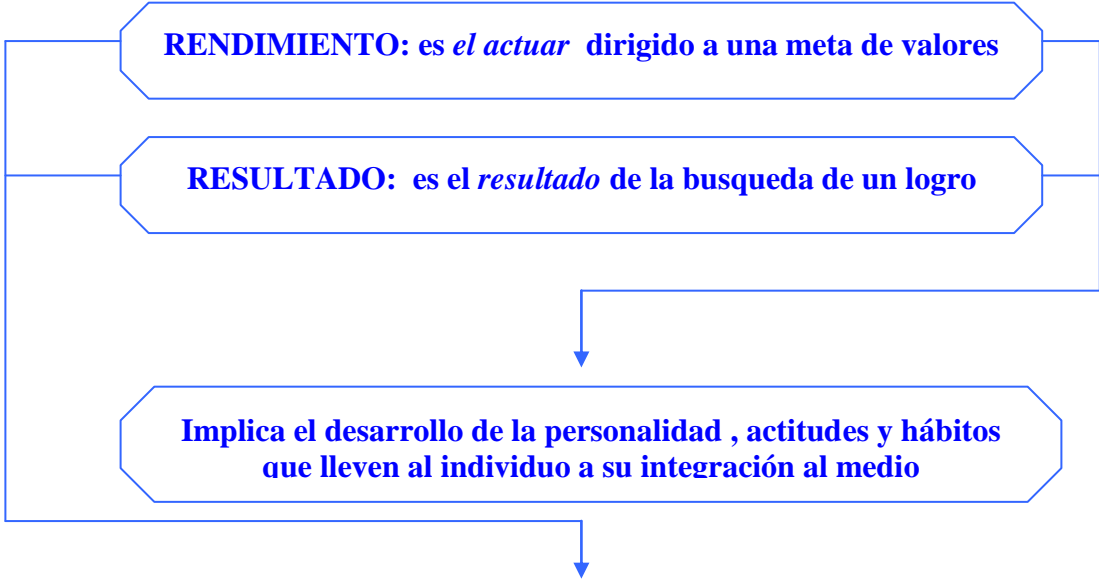 RENDIMIENTO: es el actuar dirigido a una meta de valores
RESULTADO: es el resultado de la busqueda de un logro
Implica el desarrollo de la personalidad , actitudes y hábitos
que lleven al individuo a su integración al medio